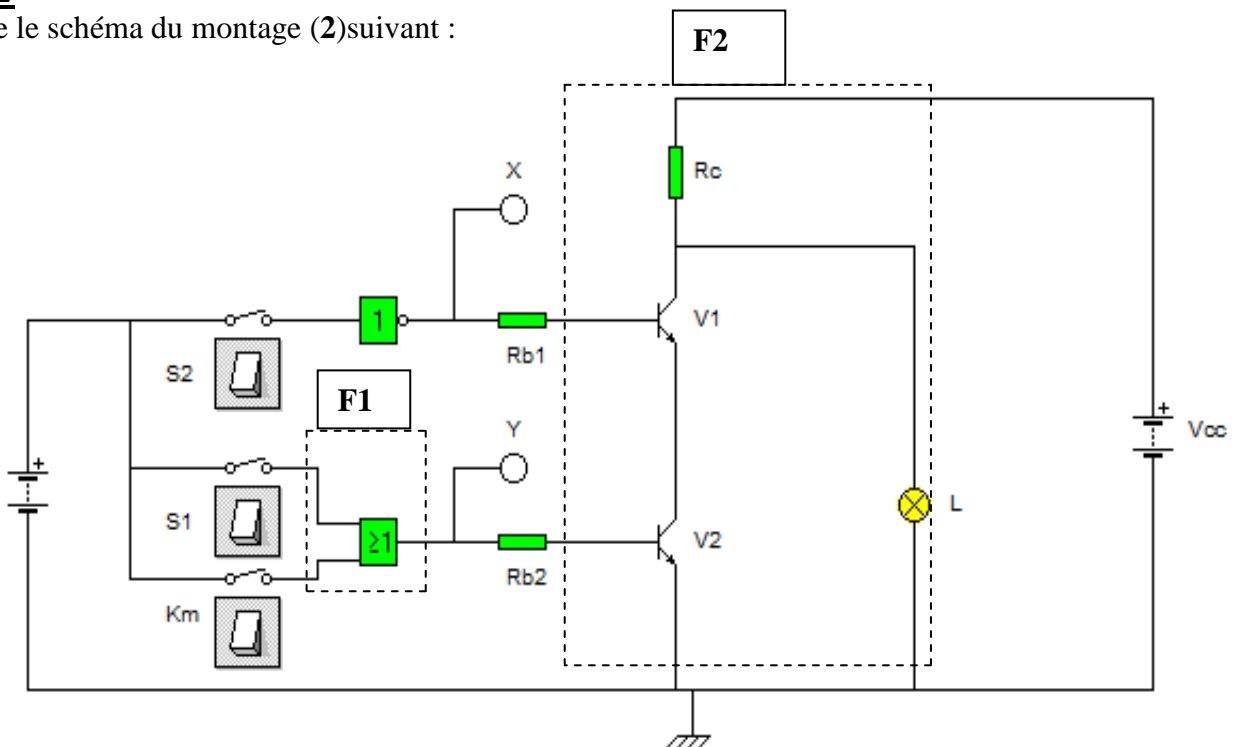 e le schéma du montage (2)suivant :
F2
X
Rc
1
V1
Rb1
S2
F1
Y
+
Vcc
+
S1
≥1
V2
L
Rb2
Km